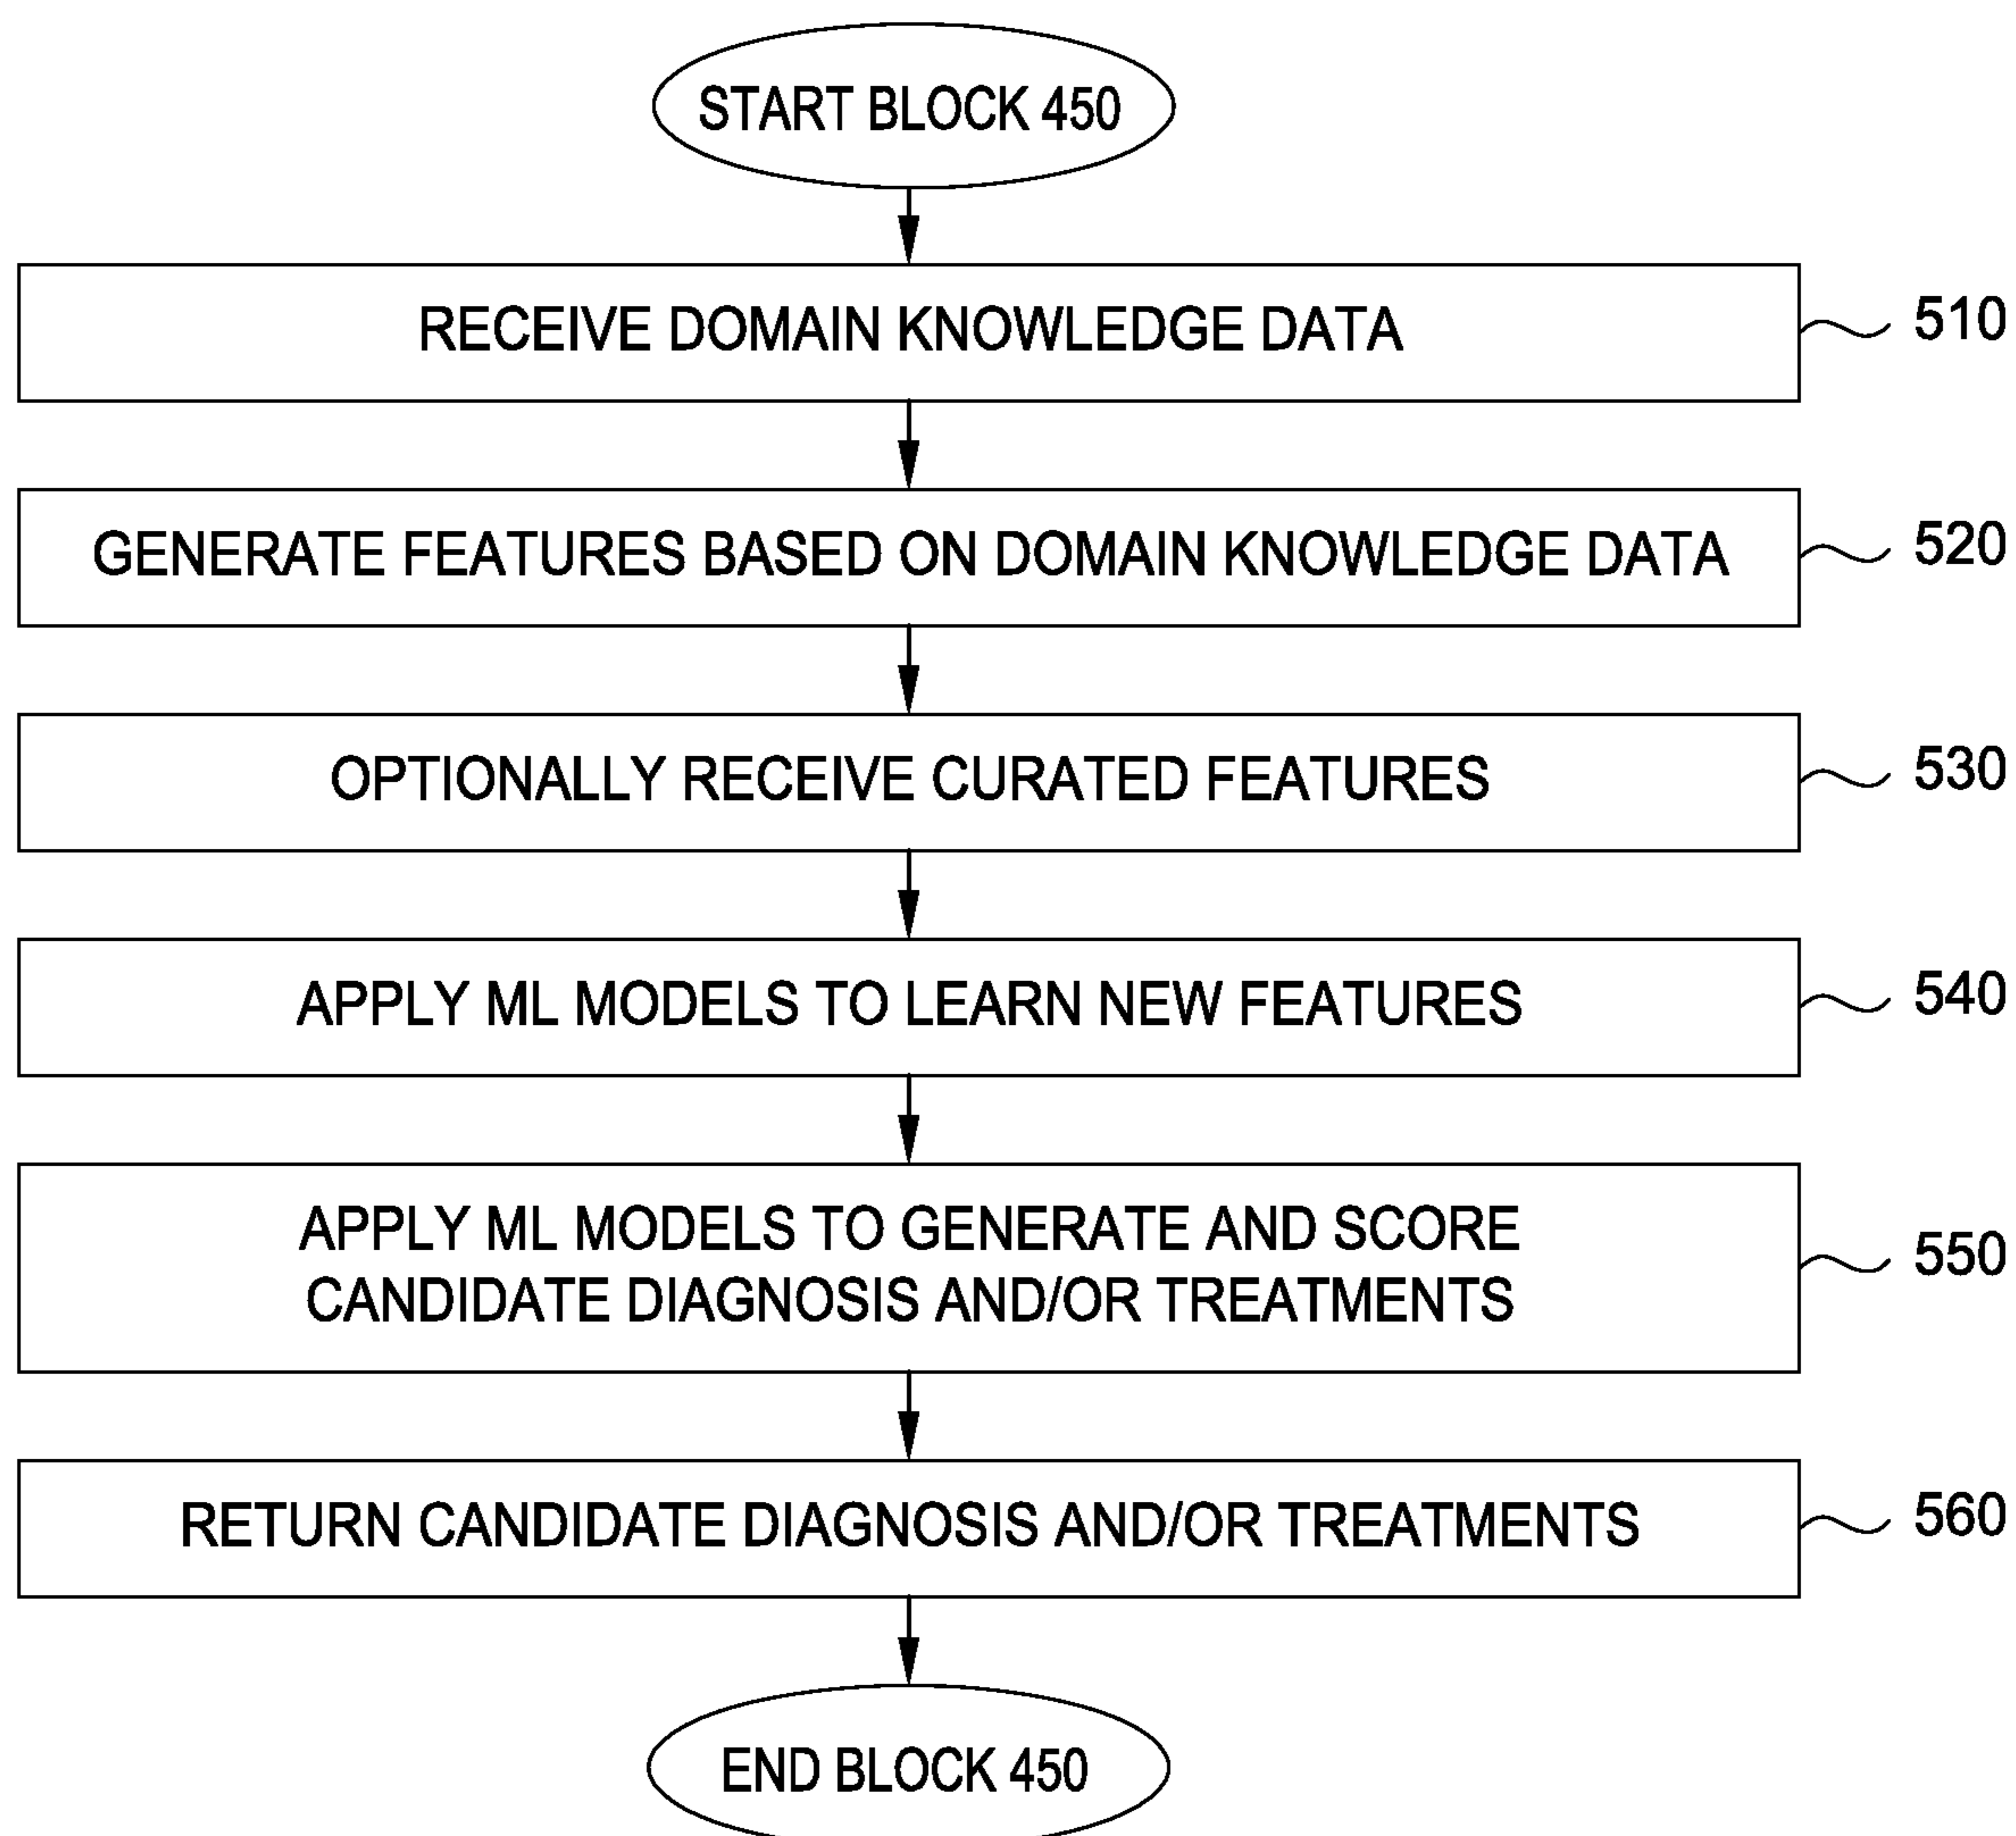 START BLOCK 450
RECEIVE DOMAIN KNOWLEDGE DATA
510
GENERATE FEATURES BASED ON DOMAIN KNOWLEDGE DATA
520
OPTIONALLY RECEIVE CURATED FEATURES
530
APPLY ML MODELS TO LEARN NEW FEATURES
540
APPLY ML MODELS TO GENERATE AND SCORE
CANDIDATE DIAGNOSIS AND/OR TREATMENTS
550
RETURN CANDIDATE DIAGNOSIS AND/OR TREATMENTS
560
END BLOCK 450